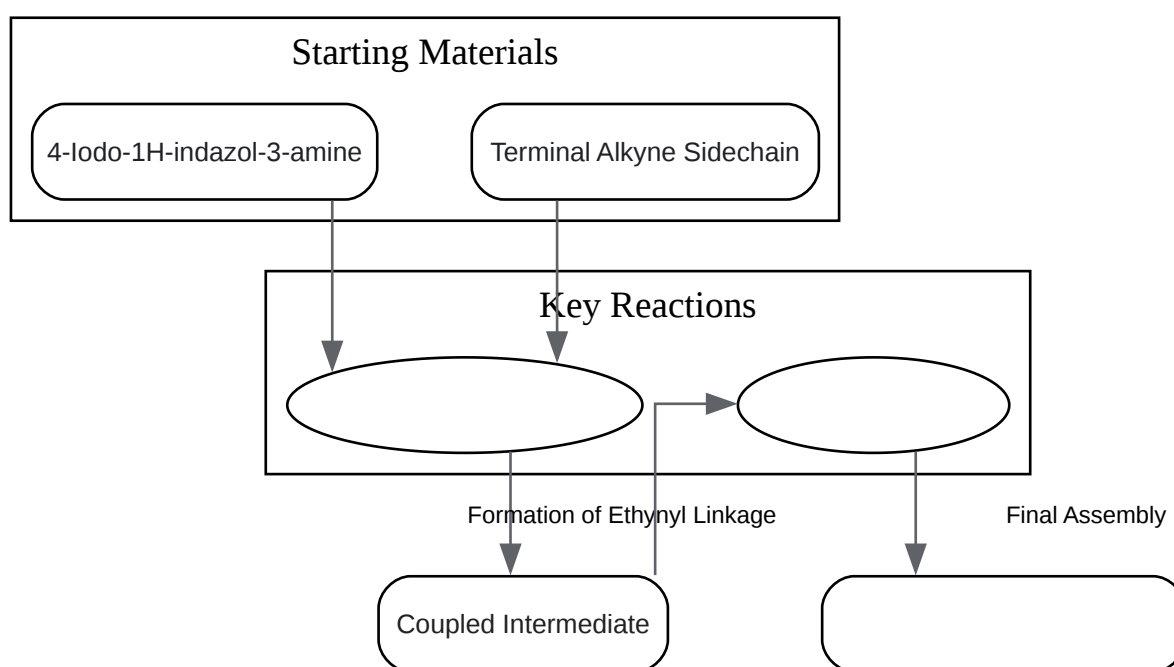 Starting Materials
4-Iodo-1H-indazol-3-amine
Terminal Alkyne Sidechain
Key Reactions
Formation of Ethynyl Linkage
Final Assembly
Coupled Intermediate